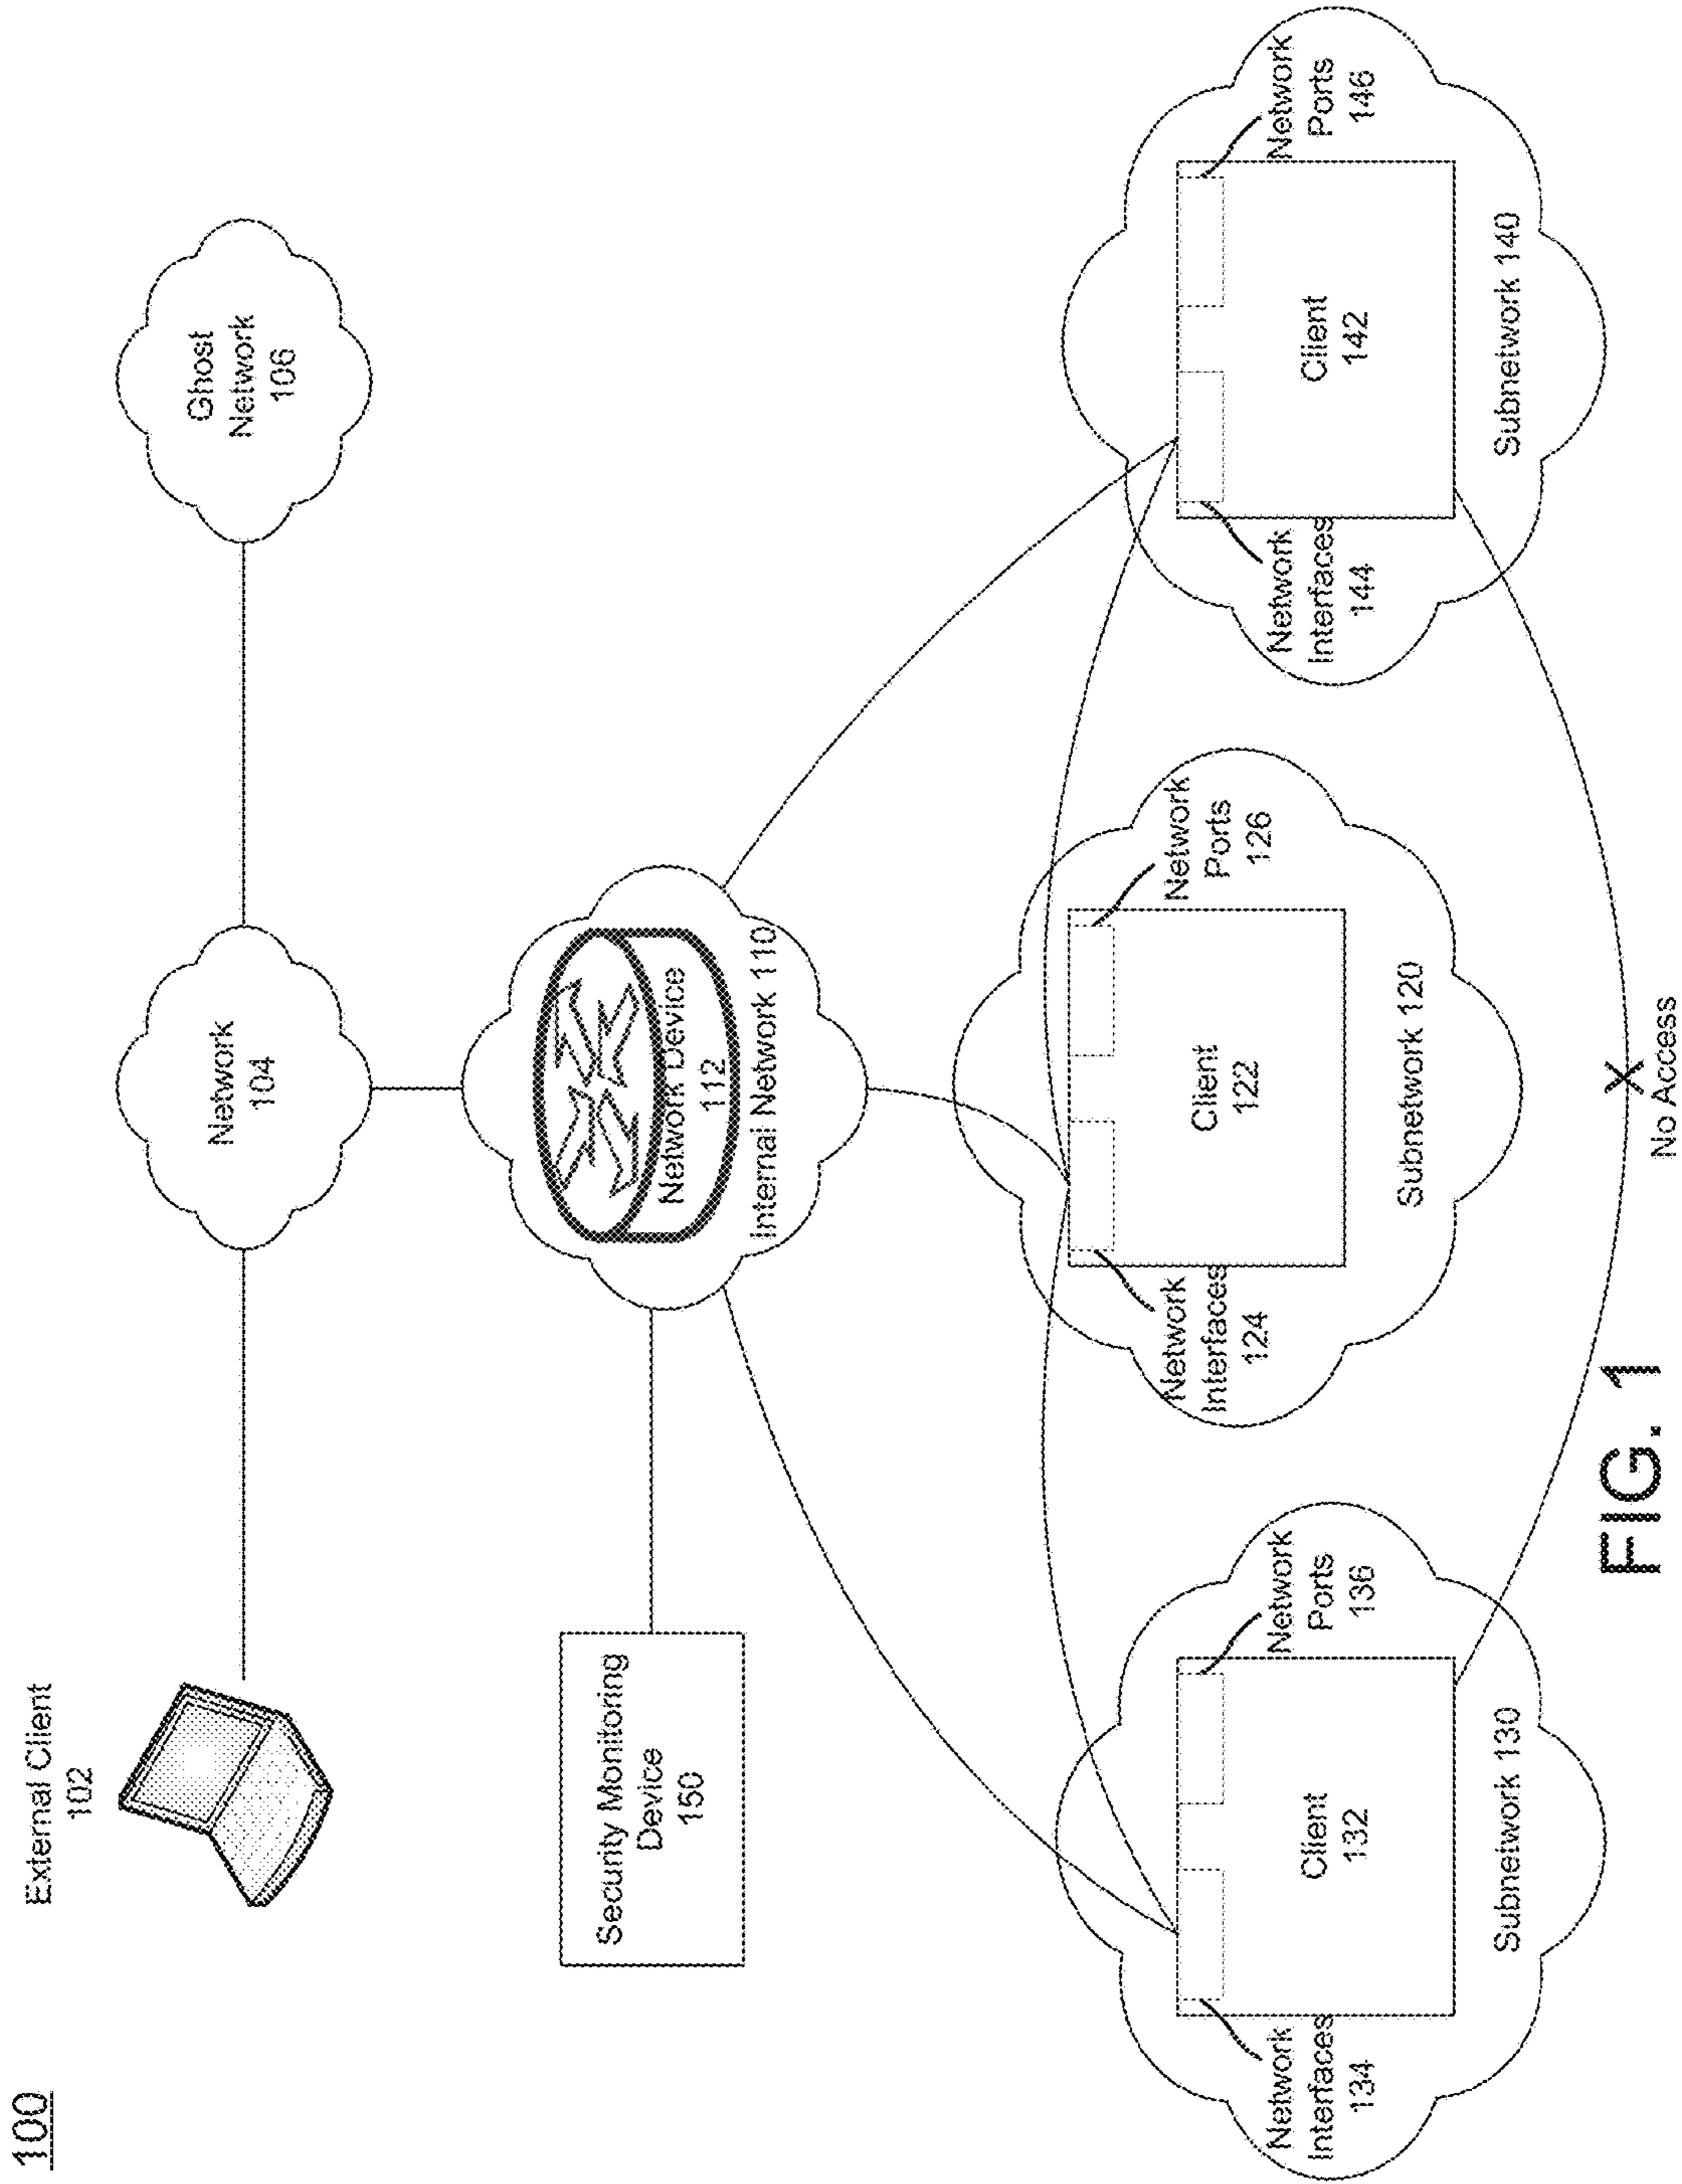 100
External Client
102
Network
104
Ghost
Network
106
Security Monitoring
Device
150
Network Device
112
Internal Network 110
Network
Interfaces
134
Client
132
Network
Ports
136
Subnetwork 130
Network
Interfaces
124
Client
122
Network
Ports
126
Subnetwork 120
Network
Interfaces
144
Client
142
Network
Ports
146
Subnetwork 140
X
No Access
FIG. 1